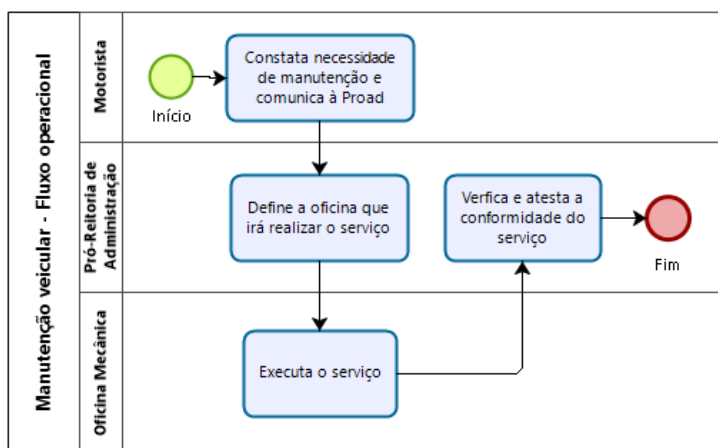 Manutenção veicular - Fluxo operacional
Motorista
Início
Constata necessidade
de manutenção e
comunica à Proad
Pró-Reitoria de
Administração
Define a oficina que
irá realizar o serviço
Verfica e atesta a
conformidade do
serviço
Fim
Oficina Mecânica
Executa o serviço